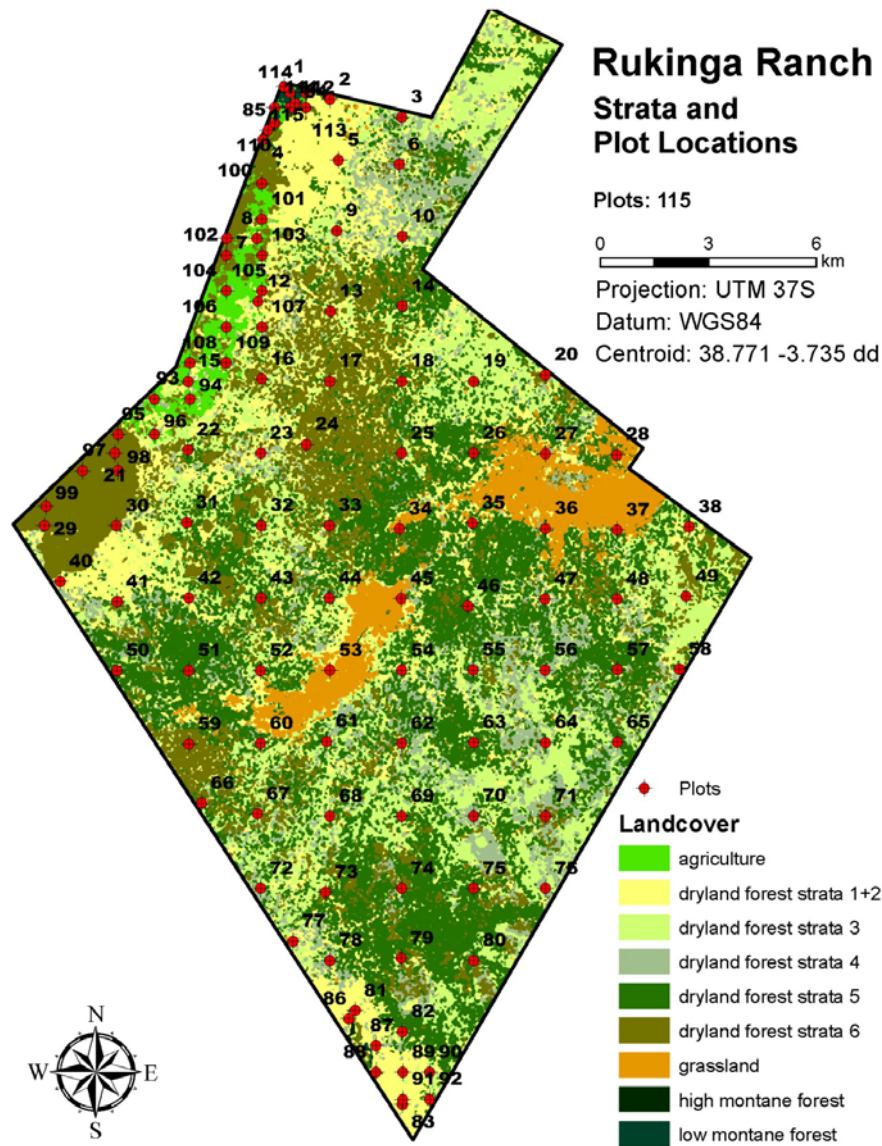 Rukinga Ranch
Strata and
Plot Locations
Plots: 115
0 3 6
km
Projection: UTM 37S
Datum: WGS84
Centroid: 38.771 -3.735 dd
114 1 112 2 3
85 115 113
110 4 5 6
100 101
8 9 10
102 7 103
104 105 12
106 107 13 14
108 109
15 16 17 18 19 20
93 94
95 96 22 23 24 25 26 27 28
97 98
21
99 30 31 32 33 34 35 36 37 38
29
40 41 42 43 44 45 46 47 48 49
50 51 52 53 54 55 56 57 58
59 60 61 62 63 64 65
66 67 68 69 70 71
72 73 74 75 76
77 78 79 80
86 81 82
87
88 89 90
91 92
83
Plots
Landcover
agriculture
dryland forest strata 1+2
dryland forest strata 3
dryland forest strata 4
dryland forest strata 5
dryland forest strata 6
grassland
high montane forest
low montane forest
N
W E
S